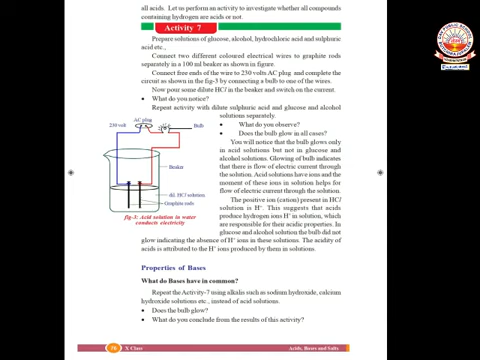 all acids. Let us to perform an activity to investigate whether all compounds
containing hydrogen are acids or not.
Activity 7
Prepare solutions of glucose, alcohol, hydrochloric acid and sulphuric
acid etc.,
Connect two different coloured electrical wires to graphite rods
separately in a 100 ml beaker as shown in figure.
Connect free ends of the wire to 230 volts AC plug and complete the
circuit as shown in the fig-3 by connecting a bulb to one of the wires.
Now pour some dilute HCl in the beaker and switch on the current.
• What do you notice?
Repeat activity with dilute sulphuric acid and glucose and alcohol
solutions separately.
• What do you observe?
• Does the bulb glow in all cases?
You will notice that the bulb glows only
in acid solutions but not in glucose and
alcohol solutions. Glowing of bulb indicates
that there is flow of electric current through
the solution. Acid solutions have ions and the
moment of these ions in solution helps for
flow of electric current through the solution.
The positive ion (cation) present in HCl
solution is H⁺. This suggests that acids
produce hydrogen ions H⁺ in solution, which
are responsible for their acidic properties. In
glucose and alcohol solution the bulb did not
glow indicating the absence of H⁺ ions in these solutions. The acidity of
acids is attributed to the H⁺ ions produced by them in solutions.
230 volt
AC plug
Bulb
Beaker
dil. HCl solution
Graphite rods
fig-3: Acid solution in water
conducts electricity
Properties of Bases
What do Bases have in common?
Repeat the Activity-7 using alkalis such as sodium hydroxide, calcium
hydroxide solutions etc., instead of acid solutions.
• Does the bulb glow?
• What do you conclude from the results of this activity?
X Class
Acids, Bases and Salts